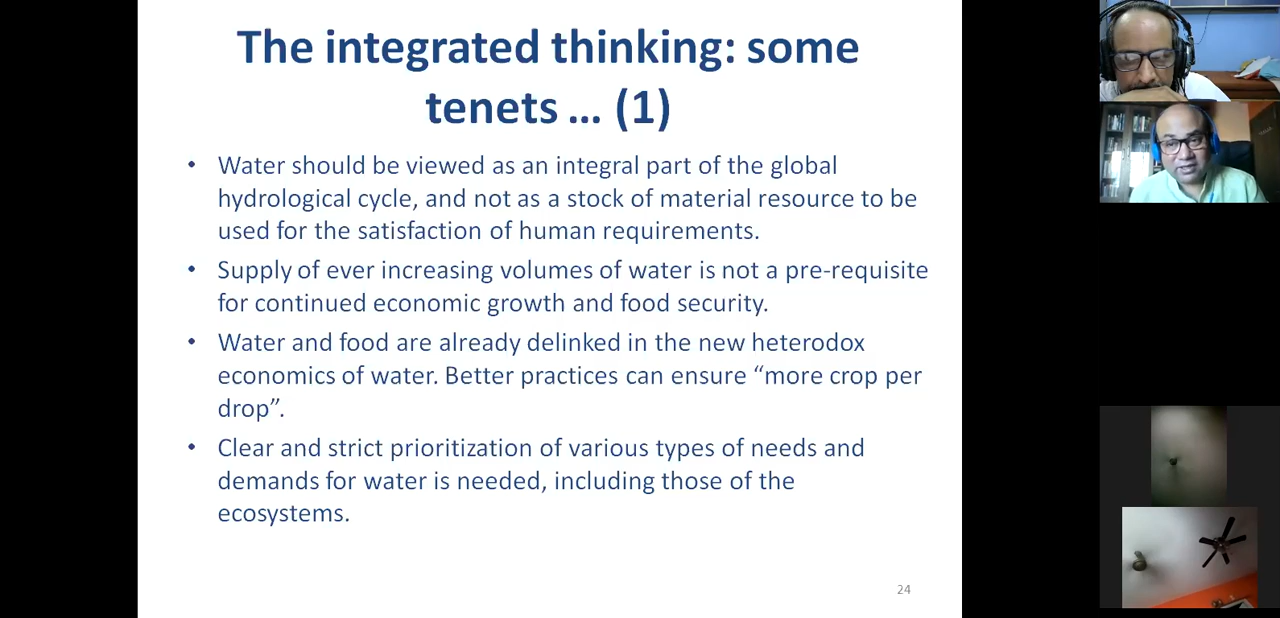 The integrated thinking: some
tenets … (1)
• Water should be viewed as an integral part of the global
hydrological cycle, and not as a stock of material resource to be
used for the satisfaction of human requirements.
• Supply of ever increasing volumes of water is not a pre-requisite
for continued economic growth and food security.
• Water and food are already delinked in the new heterodox
economics of water. Better practices can ensure “more crop per
drop”.
• Clear and strict prioritization of various types of needs and
demands for water is needed, including those of the
ecosystems.
24